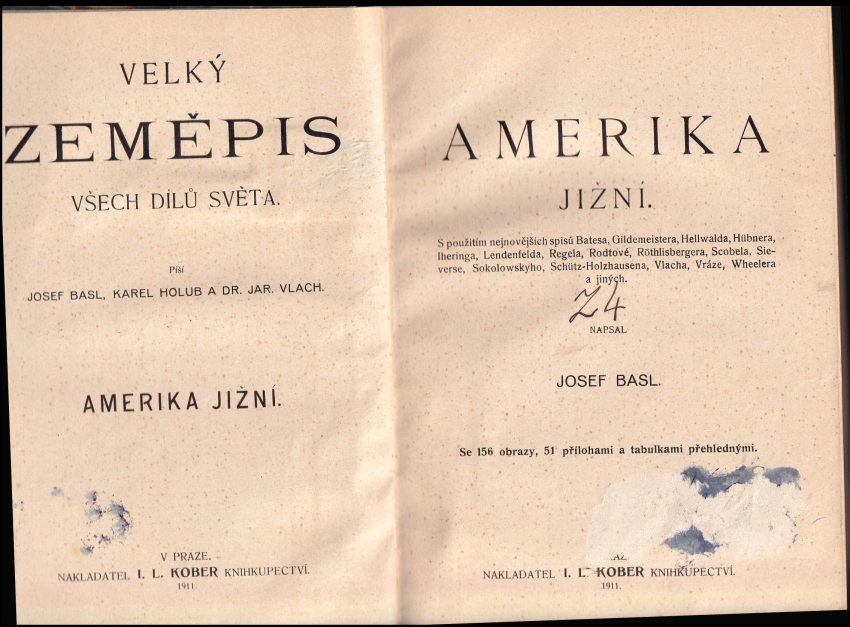 VELKÝ
ZEMĚPIS
VŠECH DÍLŮ SVĚTA.
Píší
JOSEF BASL, KAREL HOLUB A DR. JAR. VLACH.
AMERIKA JIŽNÍ.
V PRAZE.
NAKLADATEL I. L. KOBER KNIHKUPECTVÍ.
1911.
AMERIKA
JIŽNÍ.
S použitím nejnovějších spisů Batesa, Gildemeistera, Hellwalda, Hübnera,
Iheringa, Lendenfelda, Regela, Rodtové, Röthlisbergera, Scobela, Sie-
verse, Sokolowskyho, Schütz-Holzhausena, Vlacha, Vráze, Wheelera
a jiných.
Z4
NAPSAL
JOSEF BASL.
Se 156 obrazy, 51 přílohami a tabulkami přehlednými.
NAKLADATEL I. L. KOBER KNIHKUPECTVÍ.
1911.